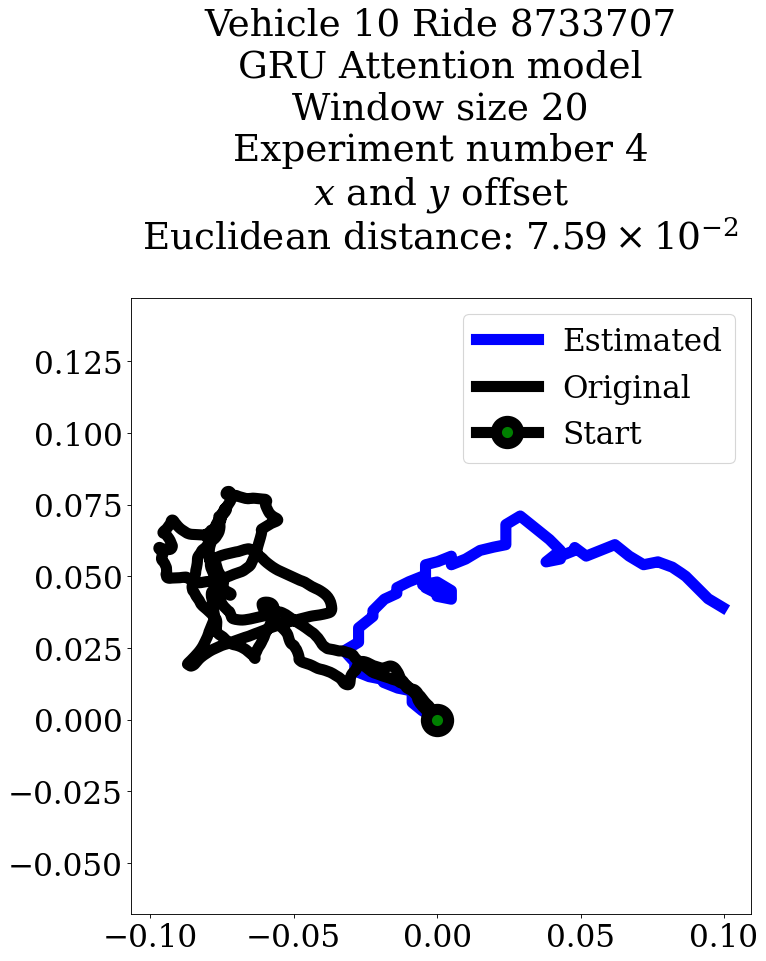 Vehicle 10 Ride 8733707
GRU Attention model
Window size 20
Experiment number 4
x and y offset
Euclidean distance: 7.59 × 10⁻²
Estimated
Original
Start
0.125
0.100
0.075
0.050
0.025
0.000
−0.025
−0.050
−0.10 −0.05 0.00 0.05 0.10